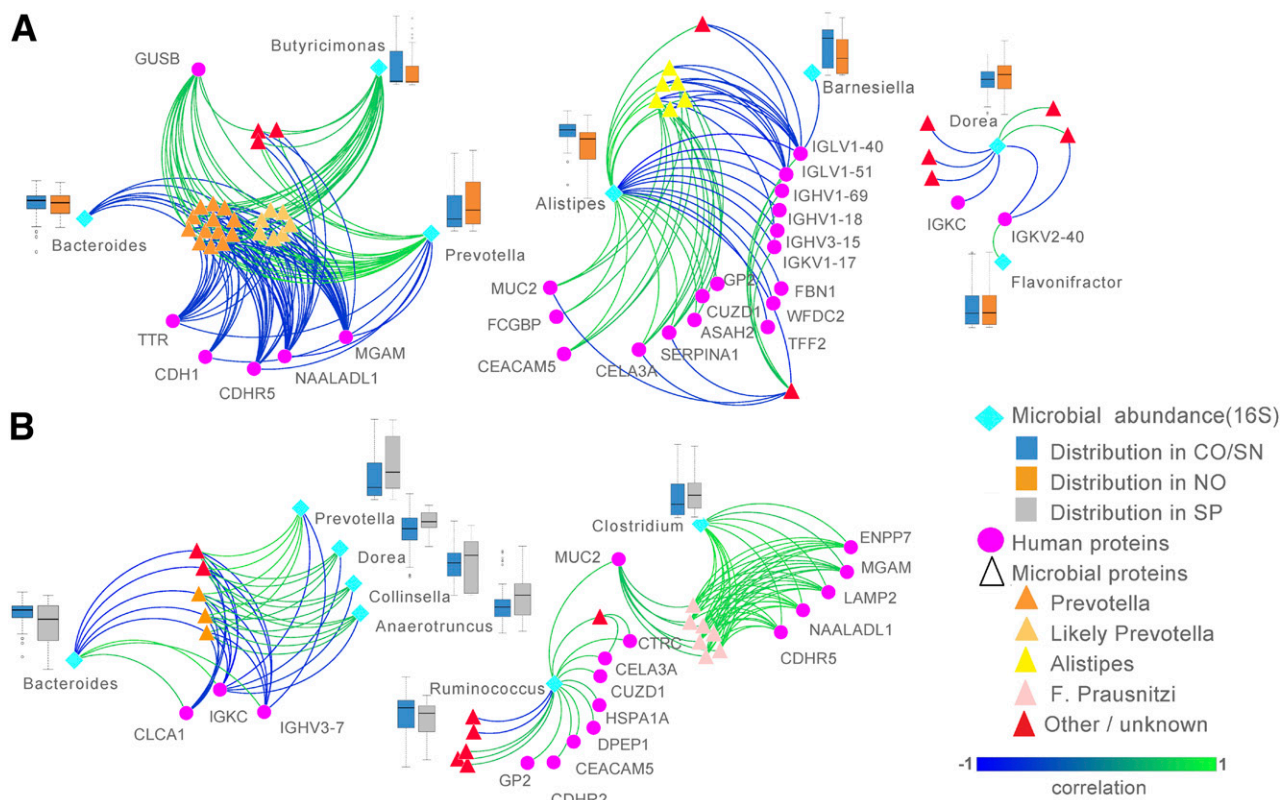 A
GUSB
Butyricimonas
Bacteroides
Prevotella
TTR
CDH1
CDHR5
NAALADL1
MGAM
Barnesiella
Alistipes
IGLV1-40
IGLV1-51
IGHV1-69
IGHV1-18
IGHV3-15
IGKV1-17
FBN1
WFDC2
TFF2
GP2
CUZD1
ASAH2
SERPINA1
CELA3A
MUC2
FCGBP
CEACAM5
Dorea
IGKC
IGKV2-40
Flavonifractor
B
Prevotella
Dorea
Collinsella
Anaerotruncus
Bacteroides
CLCA1
IGKC
IGHV3-7
Clostridium
MUC2
ENPP7
MGAM
LAMP2
NAALADL1
CDHR5
Ruminococcus
CTRC
CELA3A
CUZD1
HSPA1A
DPEP1
CEACAM5
GP2
CDHR2
Microbial abundance(16S)
Distribution in CO/SN
Distribution in NO
Distribution in SP
Human proteins
Microbial proteins
Prevotella
Likely Prevotella
Alistipes
F. Prausnitzi
Other / unknown
-1 1
correlation